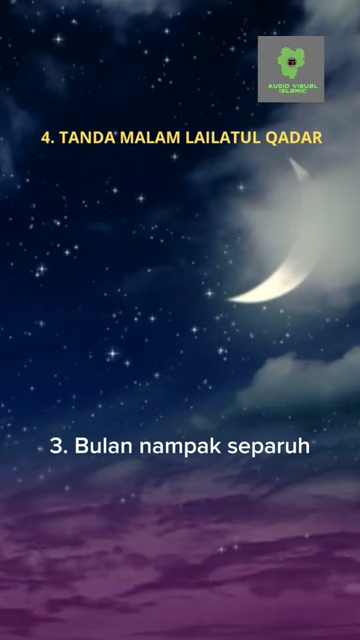 AUDIO VISUAL
ISLAMIC
4. TANDA MALAM LAILATUL QADAR
3. Bulan nampak separuh